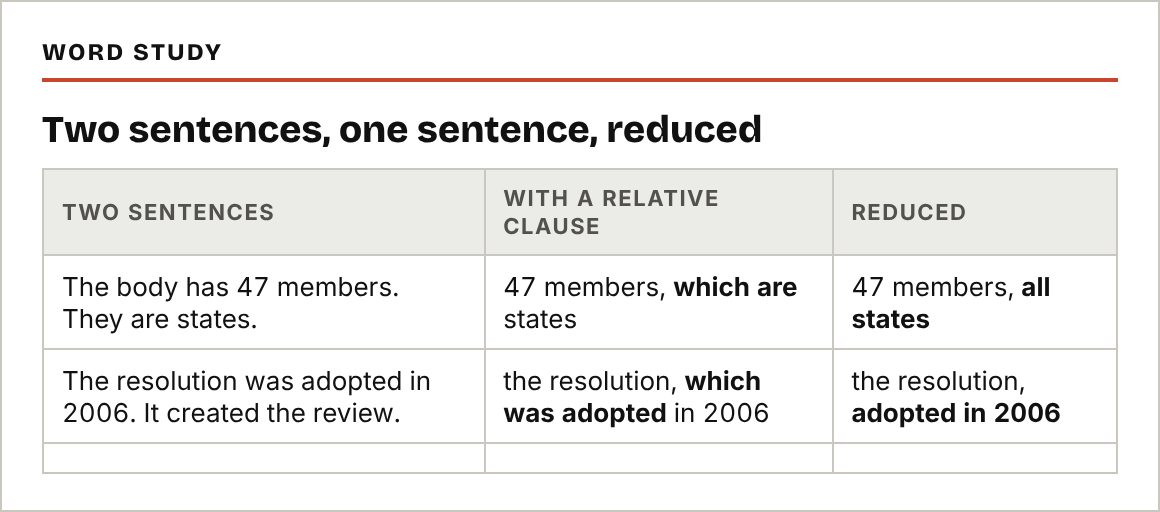 WORD STUDY
Two sentences, one sentence, reduced
TWO SENTENCES
WITH A RELATIVE
CLAUSE
REDUCED
The body has 47 members.
They are states.
47 members, which are
states
47 members, all
states
The resolution was adopted in
2006. It created the review.
the resolution, which
was adopted in 2006
the resolution,
adopted in 2006